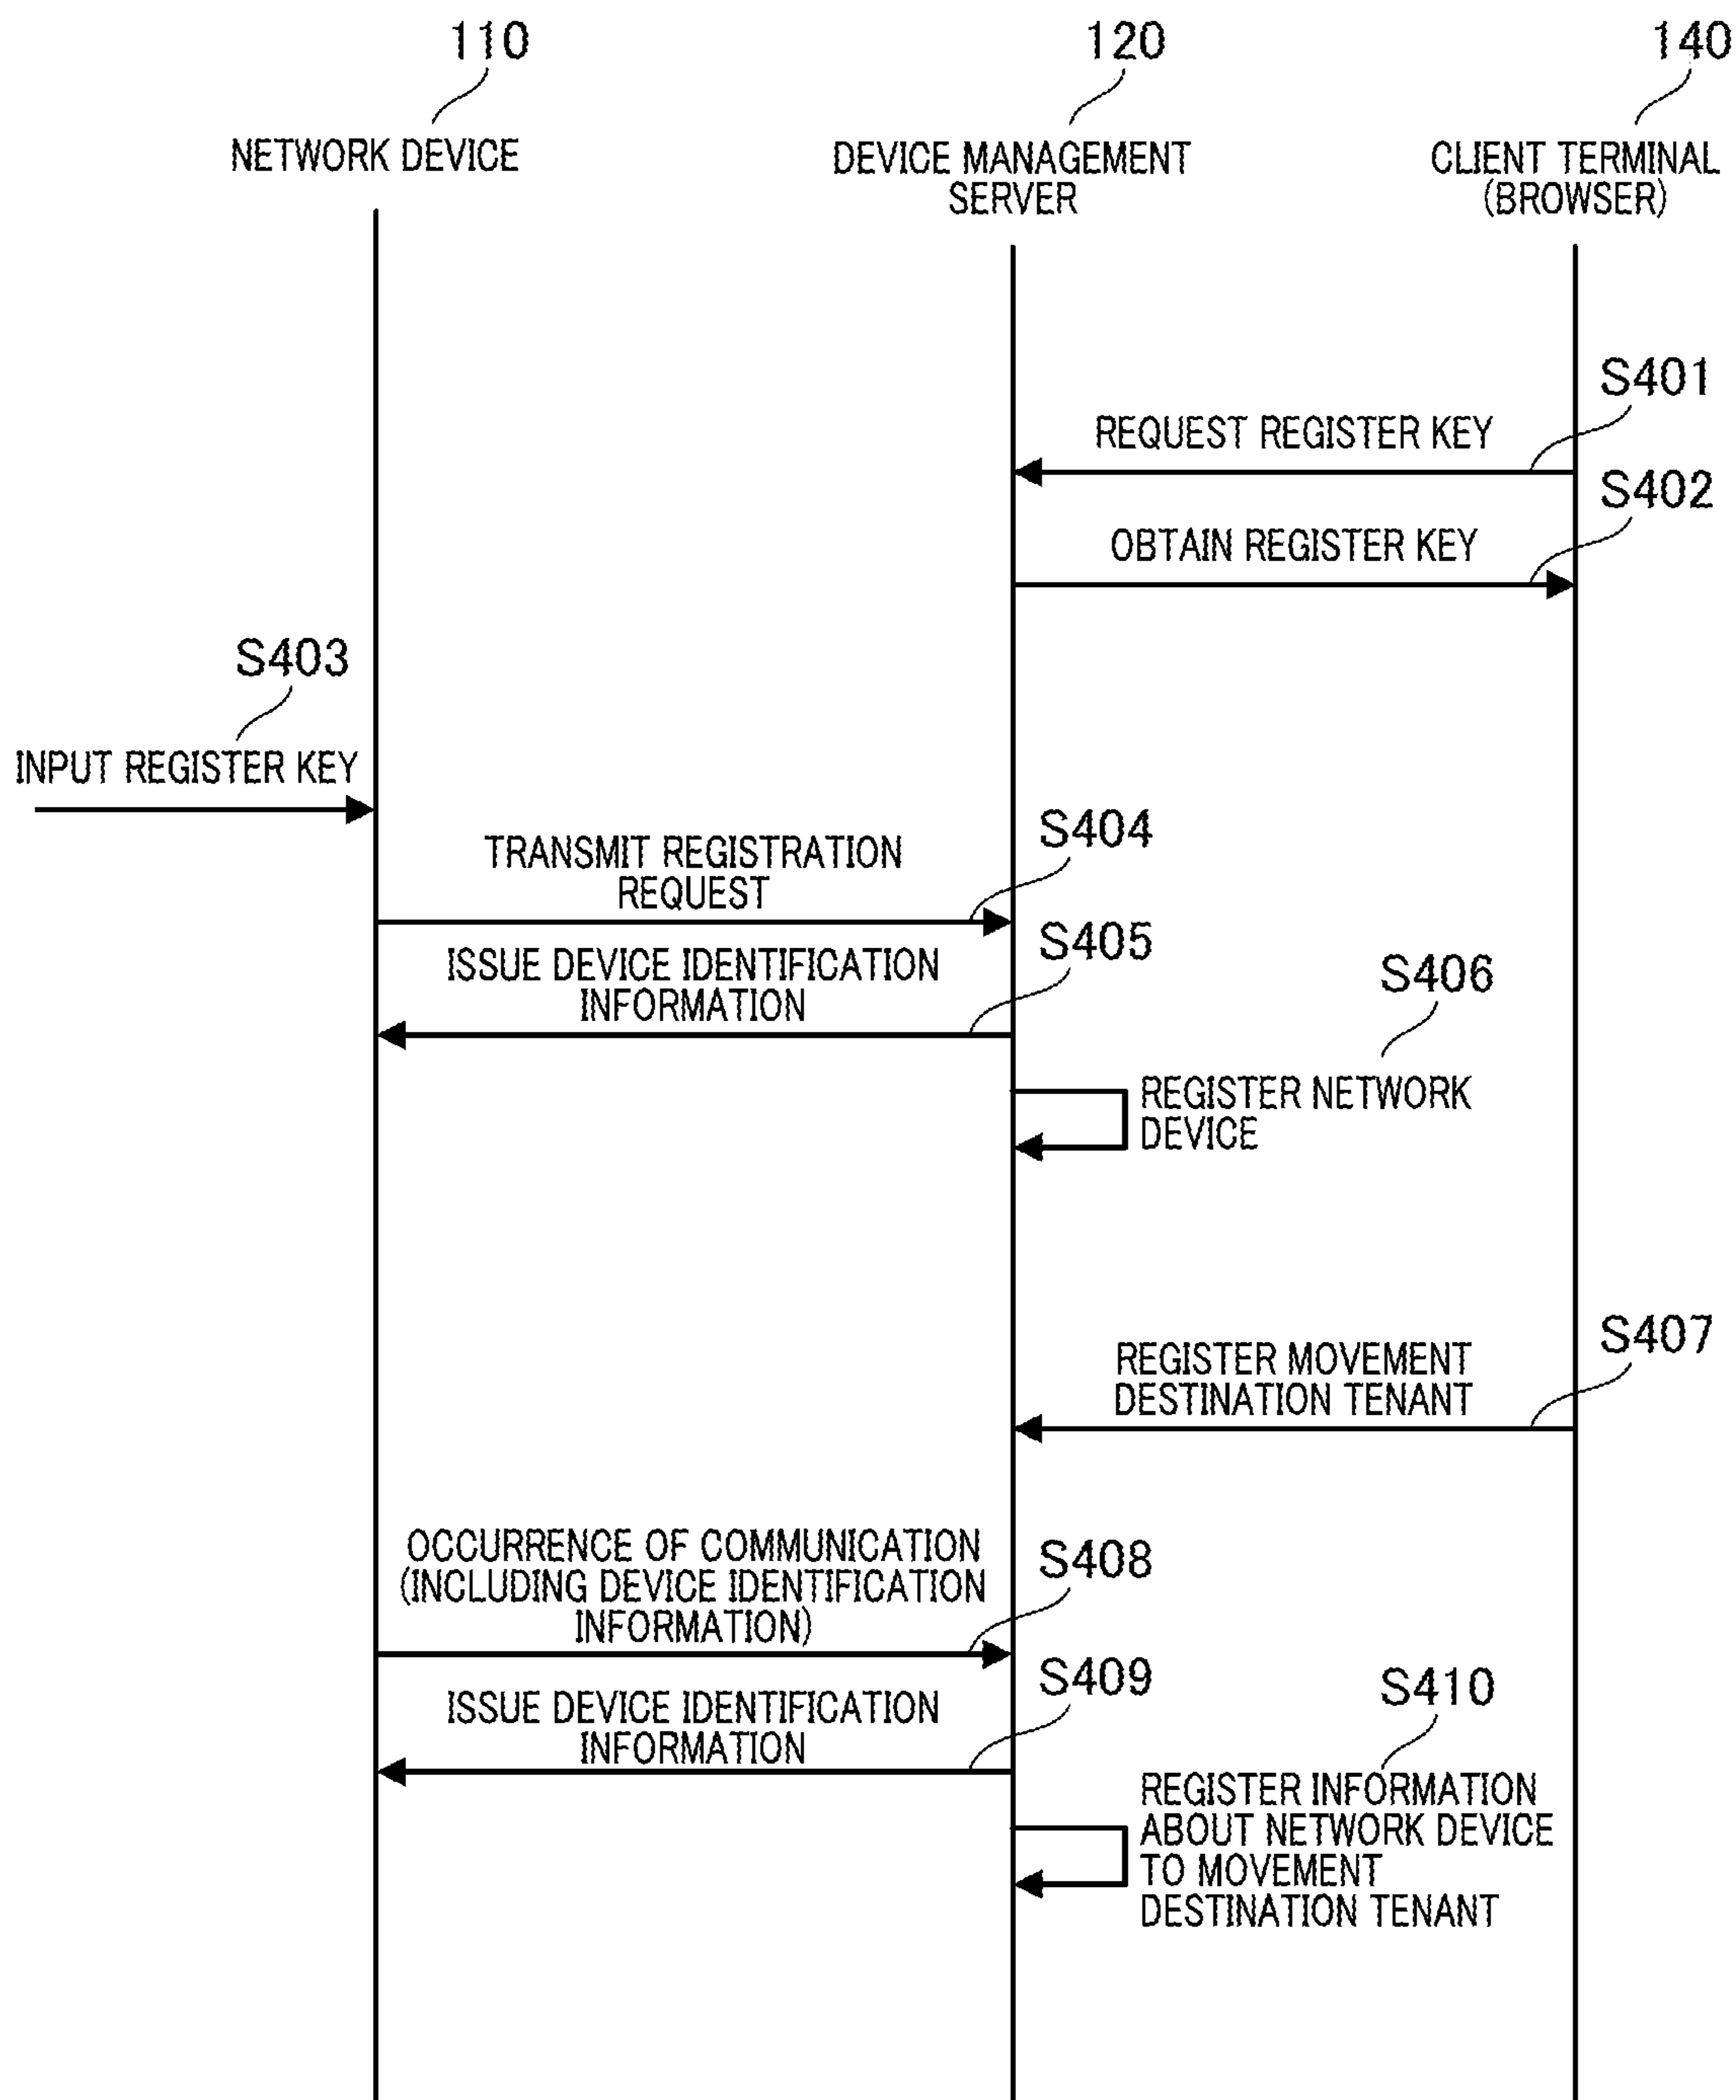 110
120
140
NETWORK DEVICE
DEVICE MANAGEMENT
SERVER
CLIENT TERMINAL
(BROWSER)
S401
REQUEST REGISTER KEY
S402
OBTAIN REGISTER KEY
S403
INPUT REGISTER KEY
S404
TRANSMIT REGISTRATION
REQUEST
S405
ISSUE DEVICE IDENTIFICATION
INFORMATION
S406
REGISTER NETWORK
DEVICE
S407
REGISTER MOVEMENT
DESTINATION TENANT
S408
OCCURRENCE OF COMMUNICATION
(INCLUDING DEVICE IDENTIFICATION
INFORMATION)
S409
ISSUE DEVICE IDENTIFICATION
INFORMATION
S410
REGISTER INFORMATION
ABOUT NETWORK DEVICE
TO MOVEMENT
DESTINATION TENANT